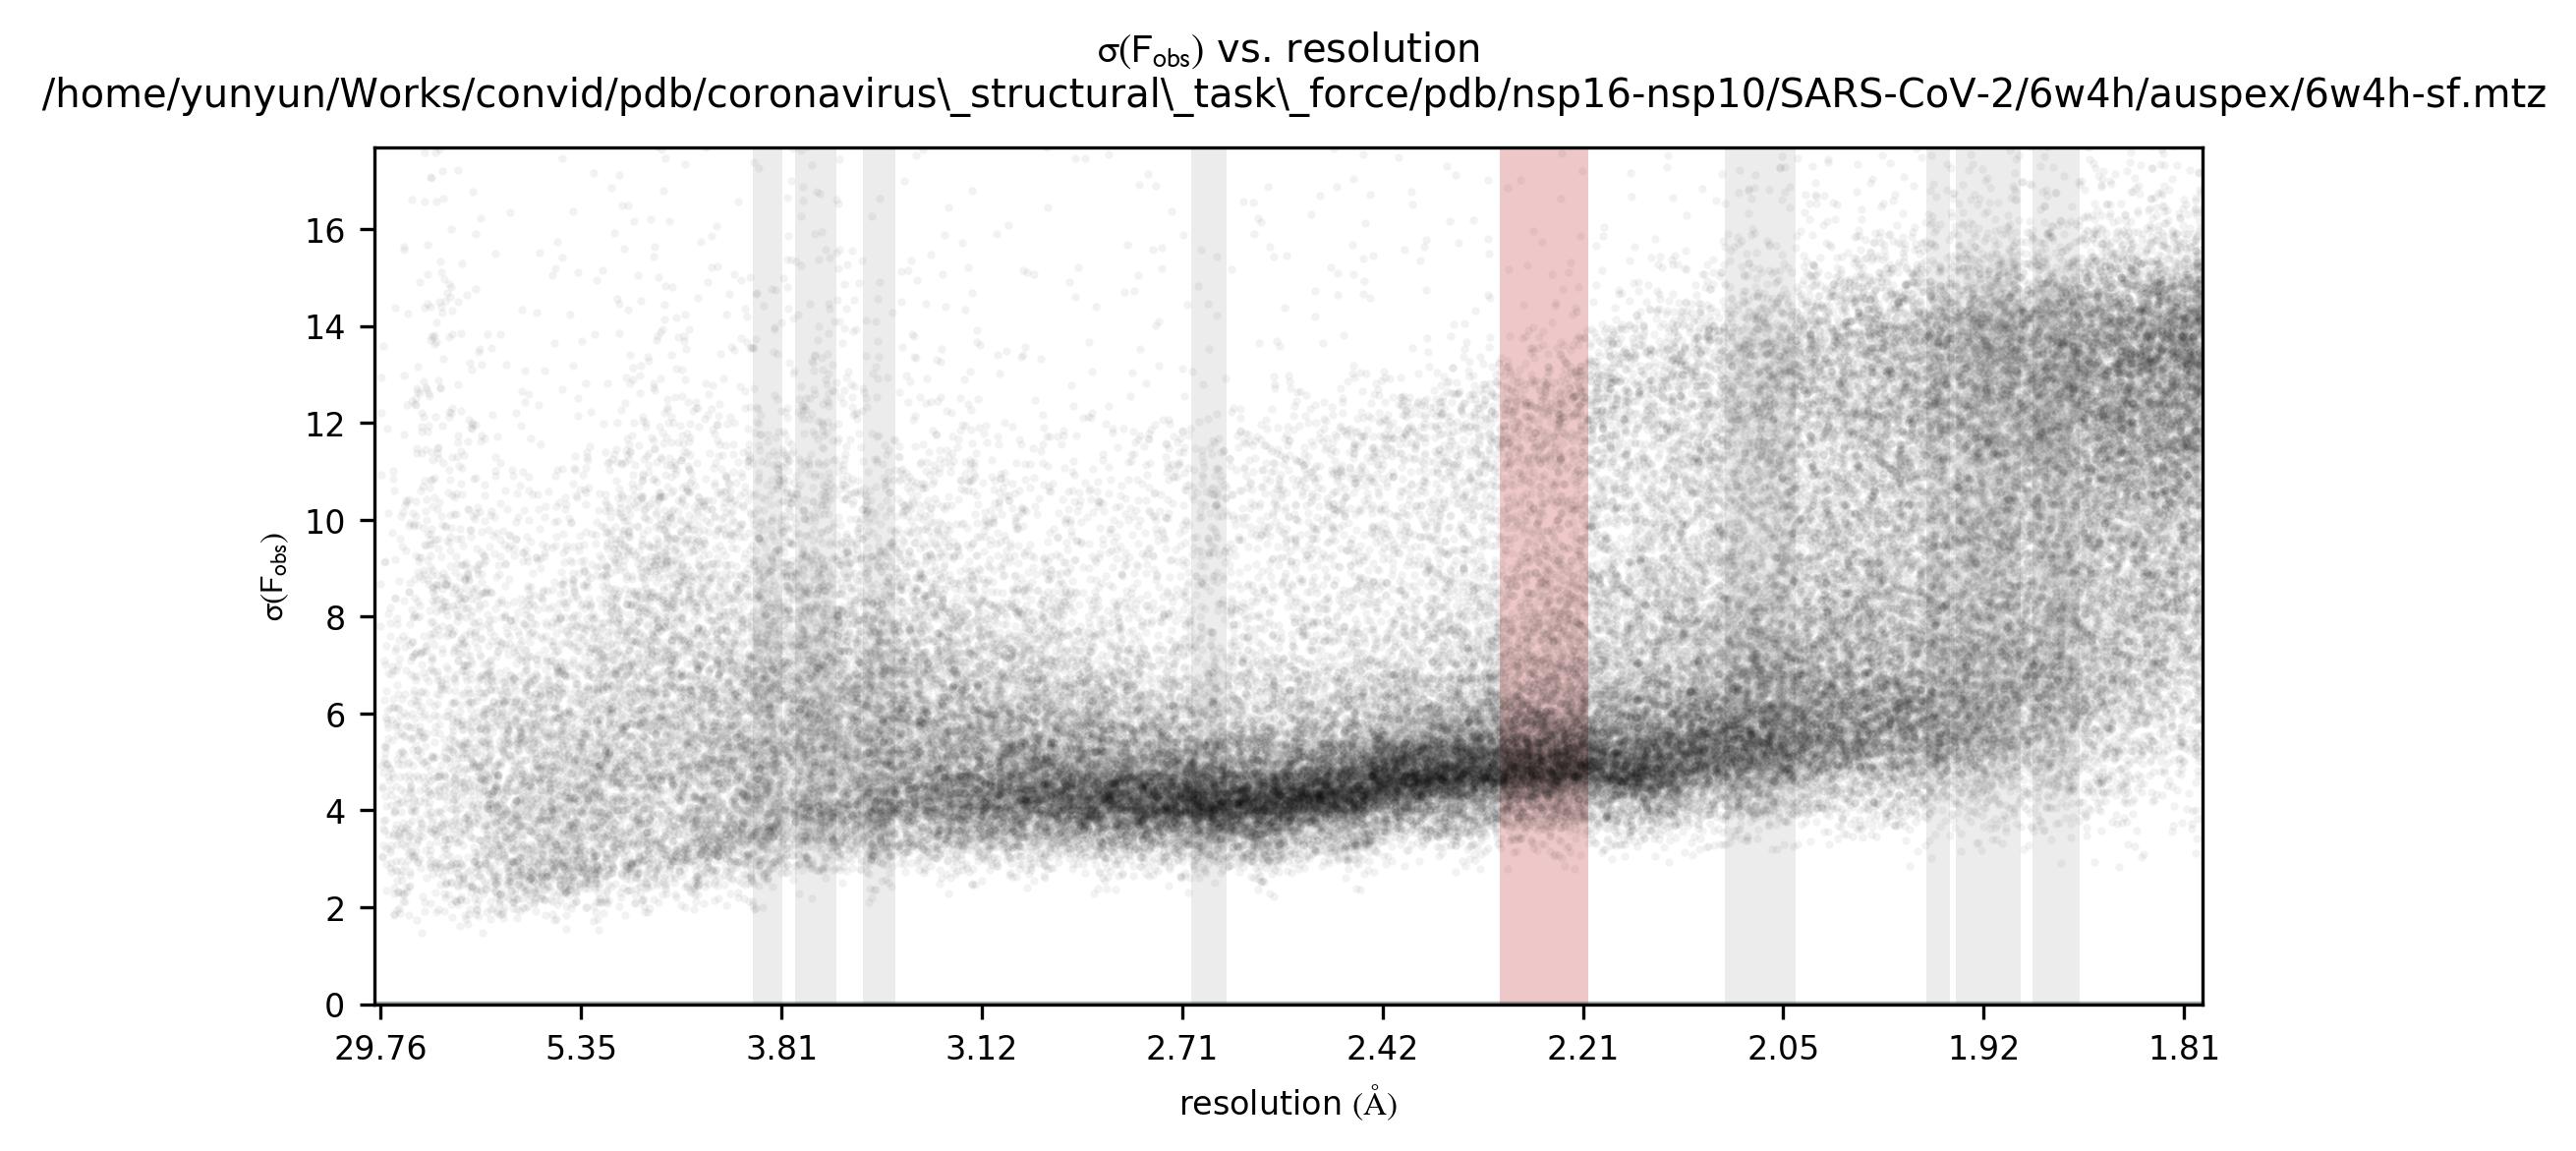 σ(Fobs) vs. resolution
/home/yunyun/Works/convid/pdb/coronavirus\_structural\_task\_force/pdb/nsp16-nsp10/SARS-CoV-2/6w4h/auspex/6w4h-sf.mtz
16
14
12
10
8
6
4
2
0
σ(Fobs)
29.76 5.35 3.81 3.12 2.71 2.42 2.21 2.05 1.92 1.81
resolution (Å)